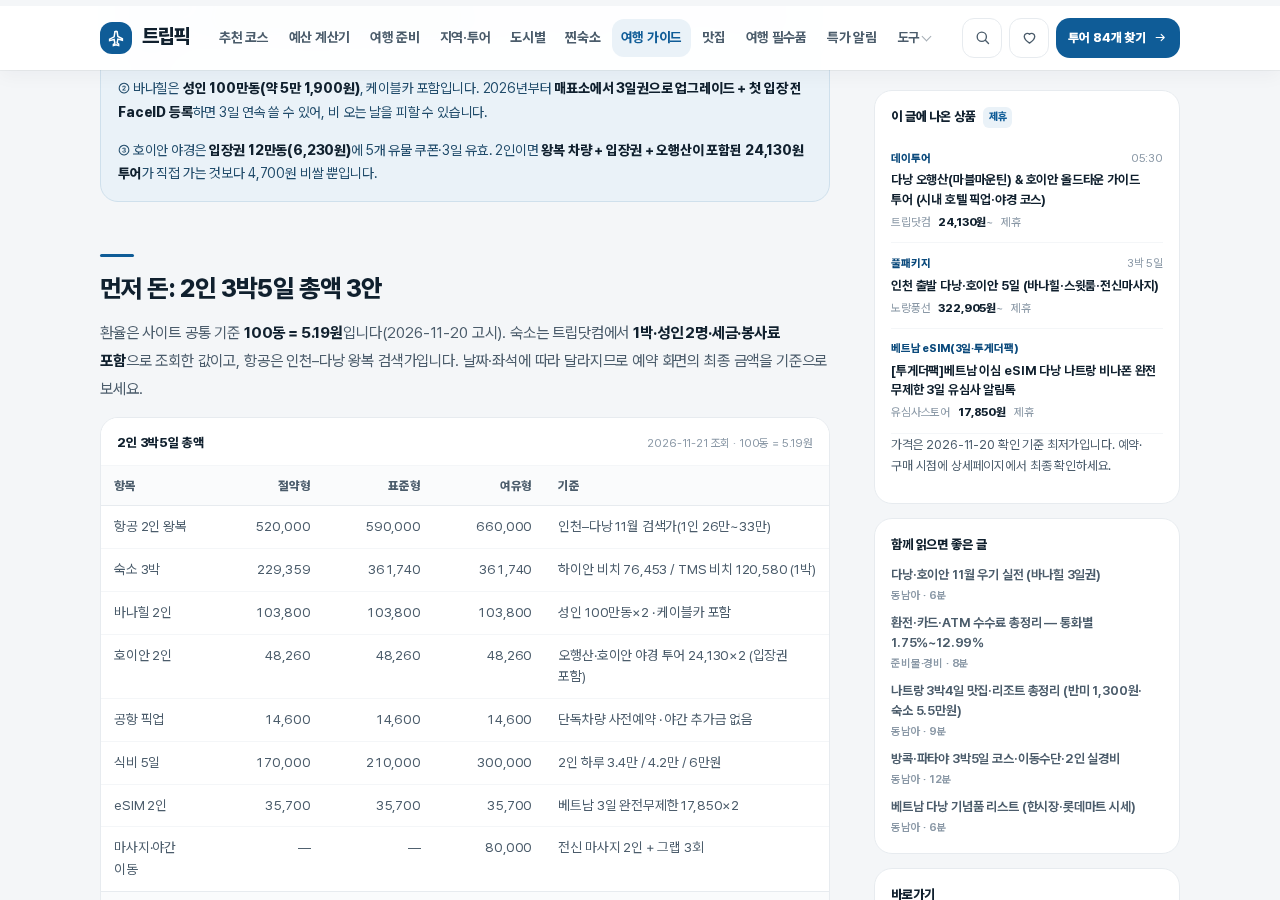 트립픽
추천 코스
예산 계산기
여행 준비
지역·투어
도시별
찐숙소
여행 가이드
맛집
여행 필수품
특가 알림
도구
투어 84개 찾기 →
② 바나힐은 성인 100만동(약 5만 1,900원), 케이블카 포함입니다. 2026년부터 매표소에서 3일권으로 업그레이드 + 첫 입장 전
FaceID 등록하면 3일 연속 쓸 수 있어, 비 오는 날을 피할 수 있습니다.
③ 호이안 야경은 입장권 12만동(6,230원)에 5개 유물 쿠폰·3일 유효. 2인이면 왕복 차량 + 입장권 + 오행산이 포함된 24,130원
투어가 직접 가는 것보다 4,700원 비쌀 뿐입니다.
먼저 돈: 2인 3박5일 총액 3안
환율은 사이트 공통 기준 100동 = 5.19원입니다(2026-11-20 고시). 숙소는 트립닷컴에서 1박·성인 2명·세금·봉사료
포함으로 조회한 값이고, 항공은 인천–다낭 왕복 검색가입니다. 날짜·좌석에 따라 달라지므로 예약 화면의 최종 금액을 기준으로
보세요.
2인 3박5일 총액
2026-11-21 조회 · 100동 = 5.19원
항목 절약형 표준형 여유형 기준
항공 2인 왕복 520,000 590,000 660,000 인천–다낭 11월 검색가(1인 26만~33만)
숙소 3박 229,359 361,740 361,740 하이안 비치 76,453 / TMS 비치 120,580 (1박)
바나힐 2인 103,800 103,800 103,800 성인 100만동×2 · 케이블카 포함
호이안 2인 48,260 48,260 48,260 오행산·호이안 야경 투어 24,130×2 (입장권
포함)
공항 픽업 14,600 14,600 14,600 단독차량 사전예약 · 야간 추가금 없음
식비 5일 170,000 210,000 300,000 2인 하루 3.4만 / 4.2만 / 6만원
eSIM 2인 35,700 35,700 35,700 베트남 3일 완전무제한 17,850×2
마사지·야간
이동 — — 80,000 전신 마사지 2인 + 그랩 3회
이 글에 나온 상품 제휴
데이투어 05:30
다낭 오행산(마블마운틴) & 호이안 올드타운 가이드
투어 (시내 호텔 픽업·야경 코스)
트립닷컴 24,130원~ 제휴
풀패키지 3박 5일
인천 출발 다낭·호이안 5일 (바나힐·스윗룸·전신마사지)
노랑풍선 322,905원~ 제휴
베트남 eSIM(3일·투게더팩)
[투게더팩]베트남 이심 eSIM 다낭 나트랑 비나폰 완전
무제한 3일 유심사 알림톡
유심사스토어 17,850원 제휴
가격은 2026-11-20 확인 기준 최저가입니다. 예약·
구매 시점에 상세페이지에서 최종 확인하세요.
함께 읽으면 좋은 글
다낭·호이안 11월 우기 실전 (바나힐 3일권)
동남아 · 6분
환전·카드·ATM 수수료 총정리 — 통화별
1.75%~12.99%
준비물·경비 · 8분
나트랑 3박4일 맛집·리조트 총정리 (반미 1,300원·
숙소 5.5만원)
동남아 · 9분
방콕·파타야 3박5일 코스·이동수단·2인 실경비
동남아 · 12분
베트남 다낭 기념품 리스트 (한시장·롯데마트 시세)
동남아 · 6분
바로가기